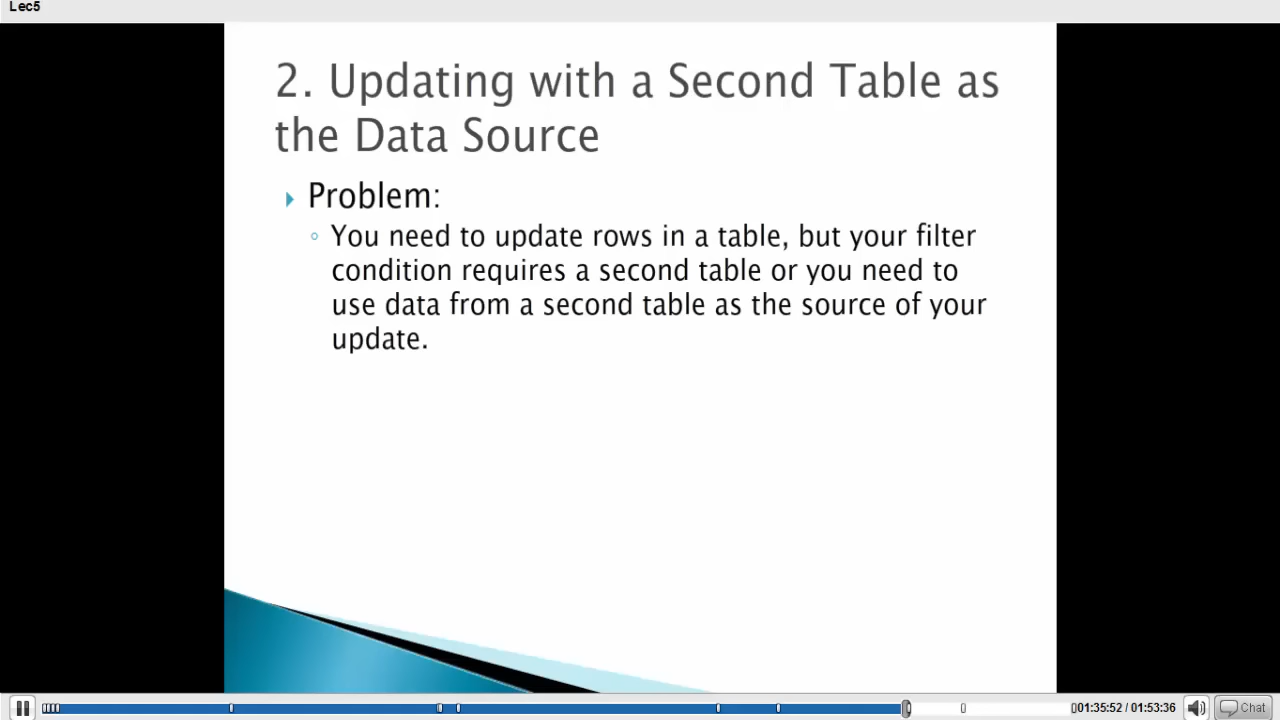 Lec5
2. Updating with a Second Table as
the Data Source
Problem:
You need to update rows in a table, but your filter
condition requires a second table or you need to
use data from a second table as the source of your
update.
01:35:52 / 01:53:36
Chat